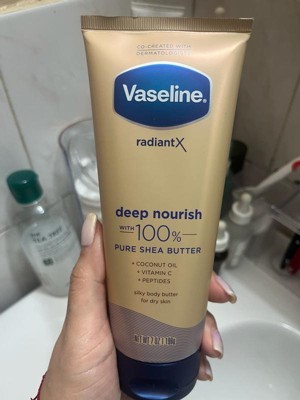 CO-CREATED WITH
DERMATOLOGISTS
Vaseline®
radiantX
deep nourish
WITH 100%
PURE SHEA BUTTER
+ COCONUT OIL
+ VITAMIN C
+ PEPTIDES
silky body butter
for dry skin